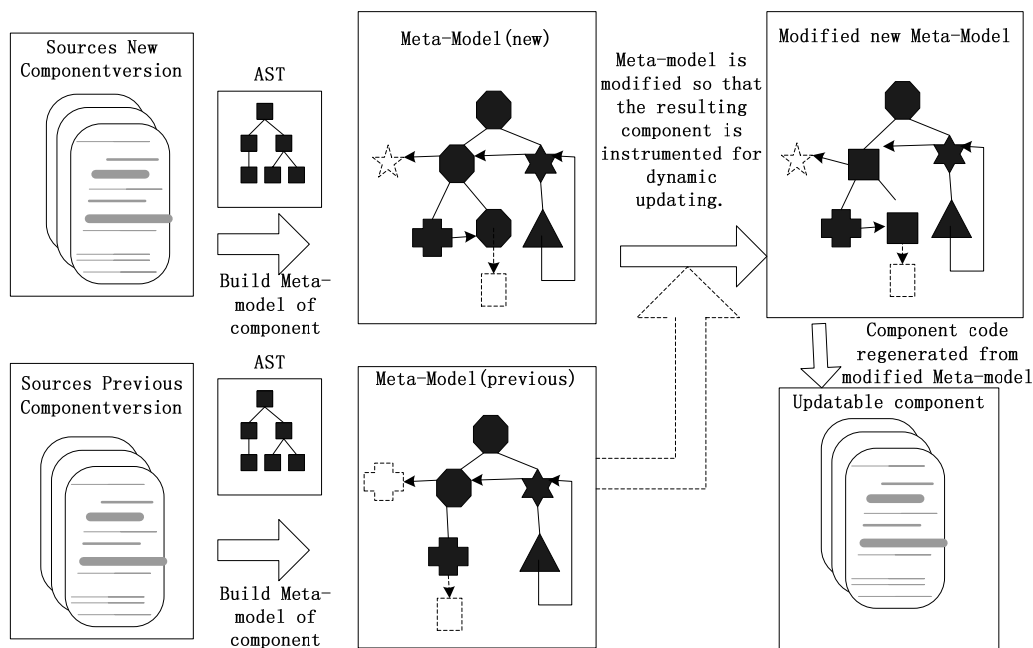 Sources New
Componentversion
AST
Build Meta-
model of
component
Meta-Model(new)
Meta-model is
modified so that
the resulting
component is
instrumented for
dynamic
updating.
Modified new Meta-Model
Component code
regenerated from
modified Meta-model
Sources Previous
Componentversion
AST
Build Meta-
model of
component
Meta-Model(previous)
Updatable component